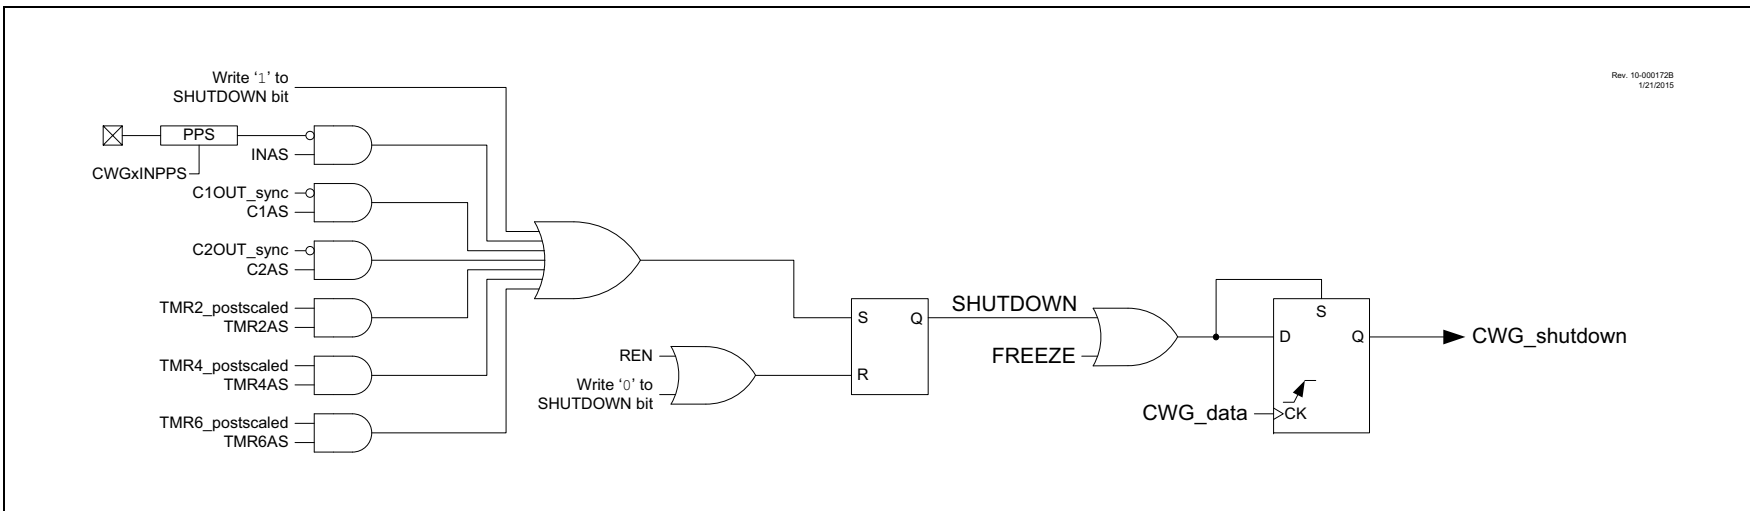 Write ‘1’ to
SHUTDOWN bit
Rev. 10-000172B
1/21/2015
PPS
INAS
CWGxINPPS
C1OUT_sync
C1AS
C2OUT_sync
C2AS
TMR2_postscaled
TMR2AS
TMR4_postscaled
TMR4AS
TMR6_postscaled
TMR6AS
REN
Write ‘0’ to
SHUTDOWN bit
S
Q
R
SHUTDOWN
FREEZE
S
D
Q
CK
CWG_data
CWG_shutdown